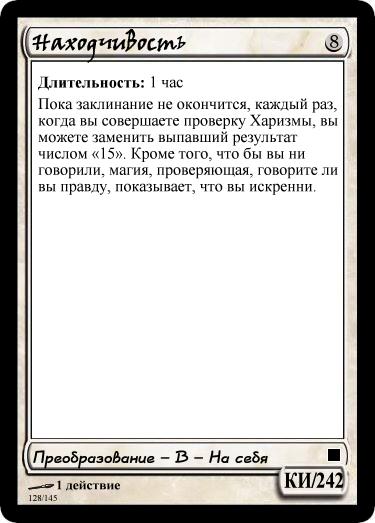 Находчивость 8
Длительность: 1 час
Пока заклинание не окончится, каждый раз,
когда вы совершаете проверку Харизмы, вы
можете заменить выпавший результат
числом «15». Кроме того, что бы вы ни
говорили, магия, проверяющая, говорите ли
вы правду, показывает, что вы искренни.
Преобразование – В – На себя
1 действие
КИ/242
128/145